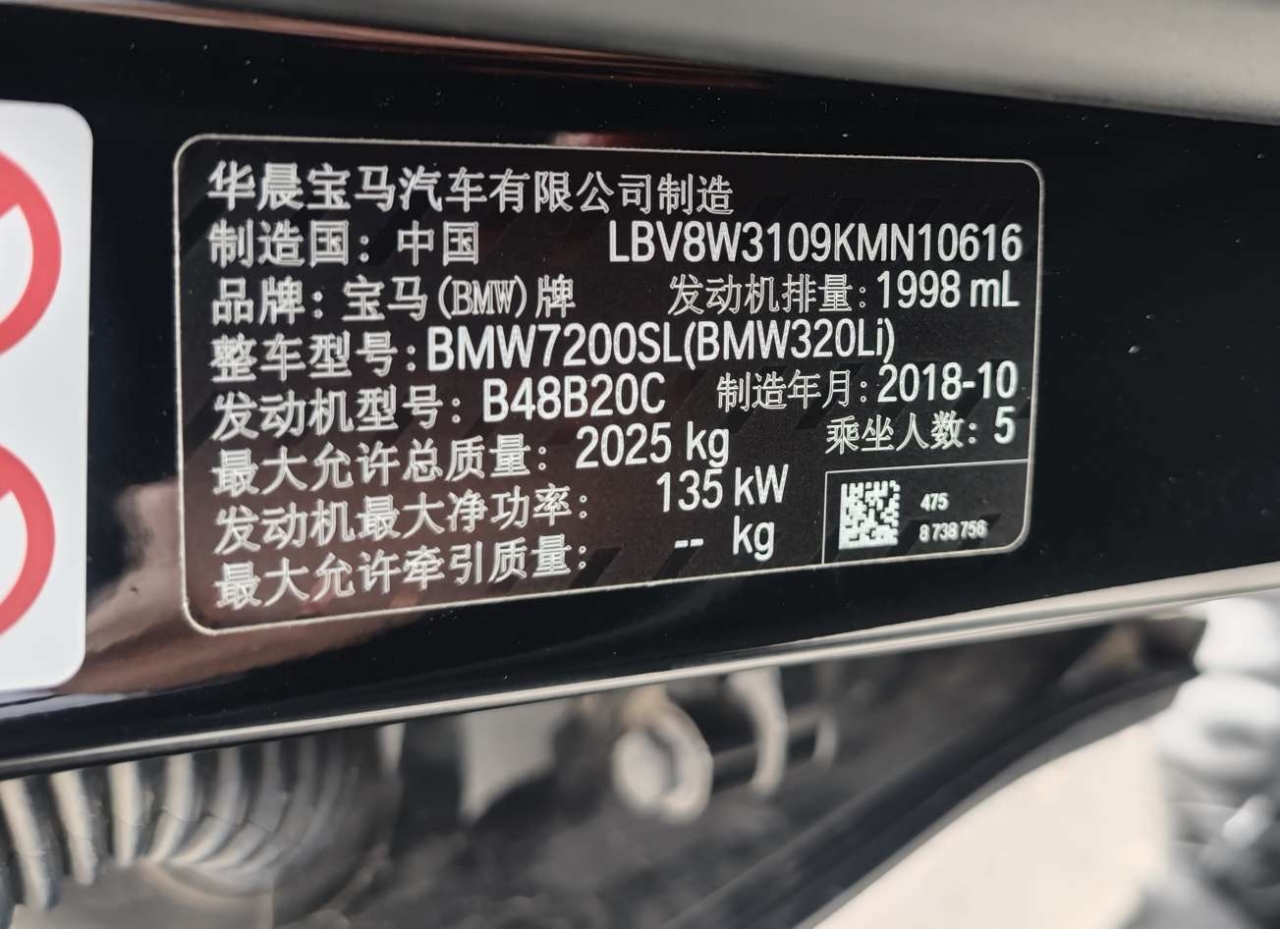 华晨宝马汽车有限公司制造
制造国：中国 LBV8W3109KMN10616
品牌：宝马(BMW)牌 发动机排量：1998 mL
整车型号：BMW7200SL(BMW320Li)
发动机型号：B48B20C 制造年月：2018-10
最大允许总质量：2025 kg 乘坐人数：5
发动机最大净功率：135 kW
最大允许牵引质量：-- kg
475
8 738 756